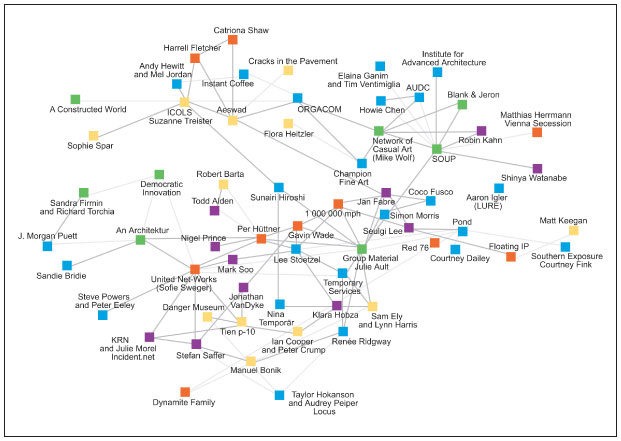 Catriona Shaw
Harrell Fletcher
Cracks in the Pavement
Andy Hewitt
and Mel Jordan
Instant Coffee
Elaina Ganim
and Tim Ventimiglia
Institute for
Advanced Architecture
AUDC
Howie Chen
Blank & Jeron
A Constructed World
ICOLS
Suzanne Treister
Aeswad
ORGACOM
Matthias Herrmann
Vienna Secession
Sophie Spar
Flora Heitzler
Network of
Casual Art
(Mike Wolf)
SOUP
Robin Kahn
Champion
Fine Art
Shinya Watanabe
Democratic
Innovation
Robert Barta
Sunairi Hiroshi
Todd Alden
Jan Fabre
Coco Fusco
Aaron Igler
(LURE)
Sandra Firmin
and Richard Torchia
1 000 000 mph
Simon Morris
An Architektur
Per Hüttner
Gavin Wade
Seulgi Lee
Pond
Matt Keegan
J. Morgan Puett
Nigel Prince
Lee Stoetzel
Group Material
Julie Ault
Red 76
Courtney Dailey
Floating IP
Southern Exposure
Courtney Fink
Sandie Bridie
United Net-Works
(Sofie Sweger)
Mark Soo
Temporary
Services
Steve Powers
and Peter Eeley
Danger Museum
Jonathan
VanDyke
Nina
Temporär
Klara Hobza
Sam Ely
and Lynn Harris
Tien p-10
KRN
and Julie Morel
Incident.net
Stefan Saffer
Ian Cooper
and Peter Crump
Renée Ridgway
Manuel Bonik
Dynamite Family
Taylor Hokanson
and Audrey Peiper
Locus